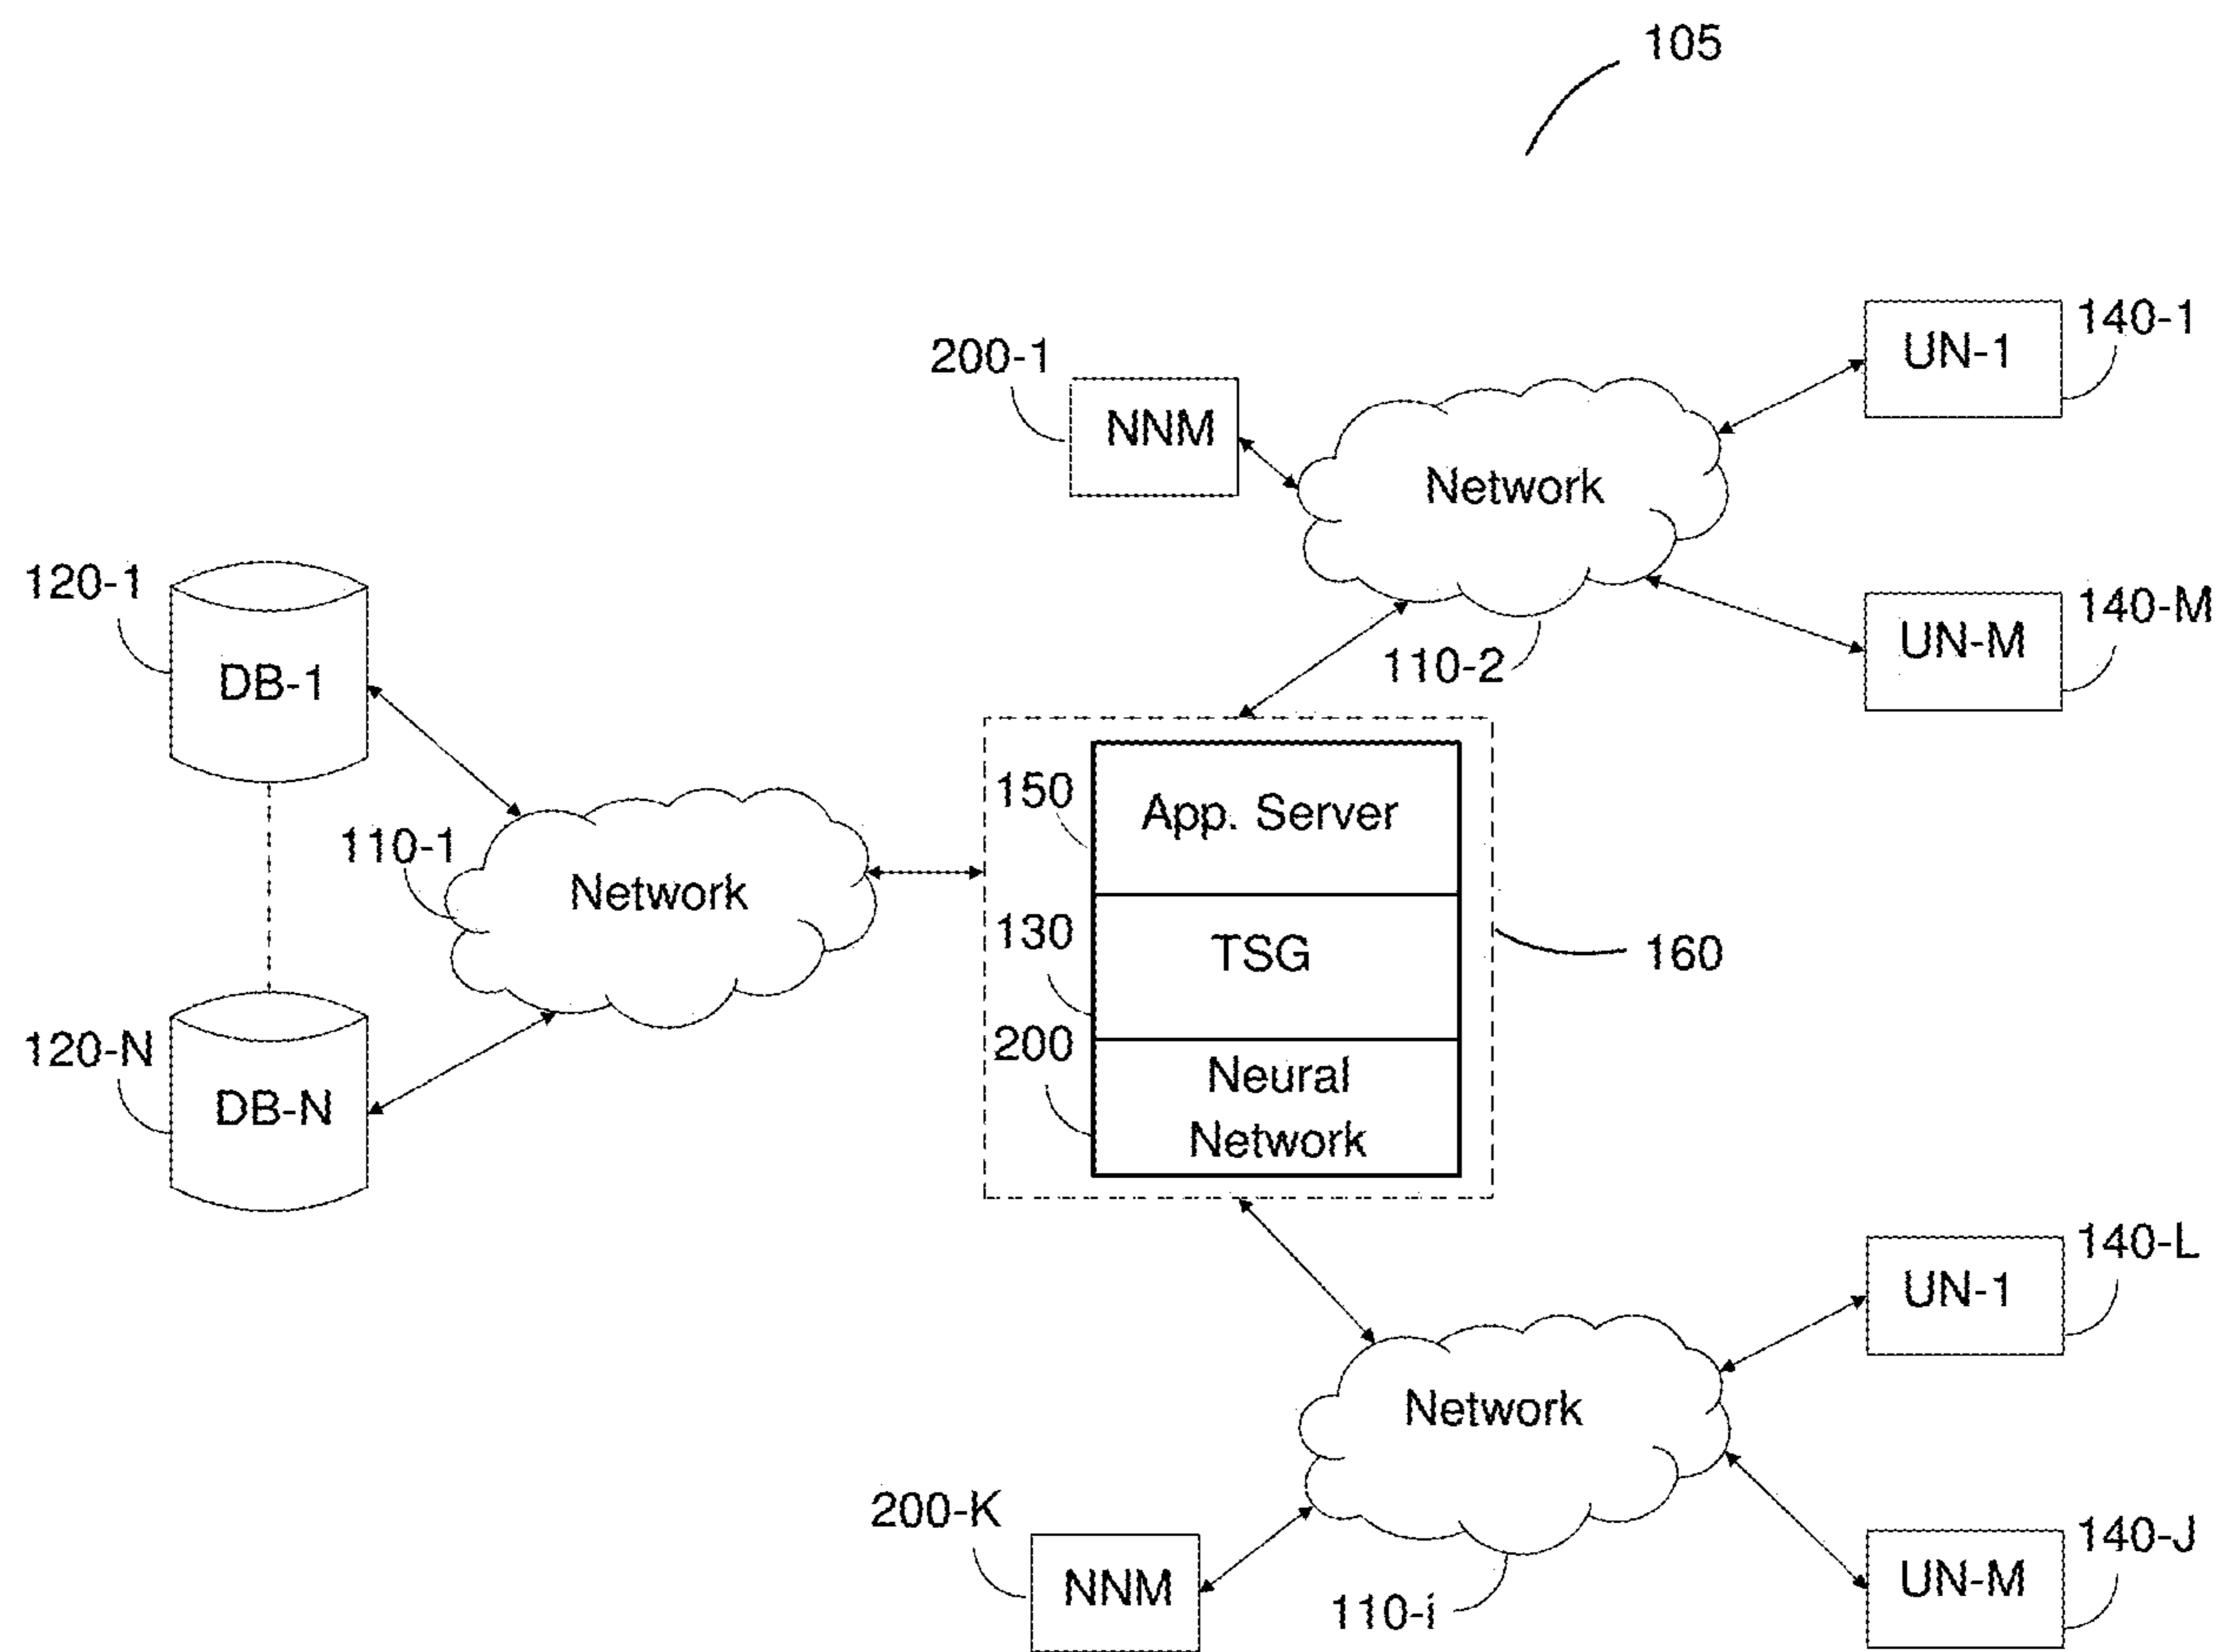 105
140-1
UN-1
200-1
NNM
Network
140-M
UN-M
110-2
120-1
DB-1
150
App. Server
110-1
Network
130
TSG
160
120-N
DB-N
200
Neural
Network
140-L
UN-1
Network
200-K
NNM
110-i
140-J
UN-M